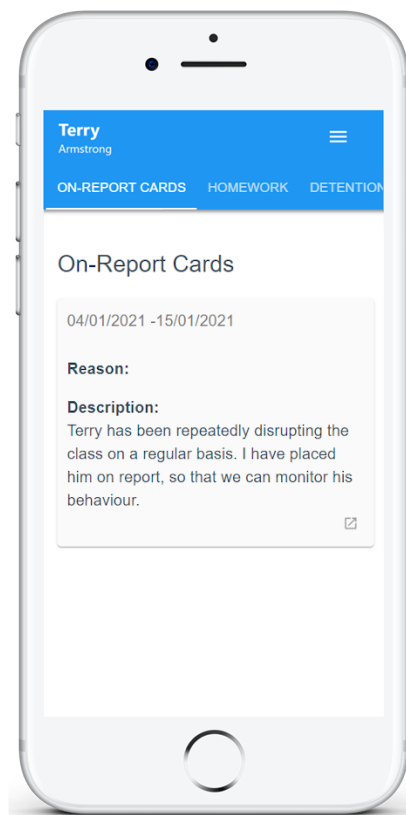 Terry
Armstrong
ON-REPORT CARDS HOMEWORK DETENTION
On-Report Cards
04/01/2021 -15/01/2021
Reason:
Description:
Terry has been repeatedly disrupting the
class on a regular basis. I have placed
him on report, so that we can monitor his
behaviour.